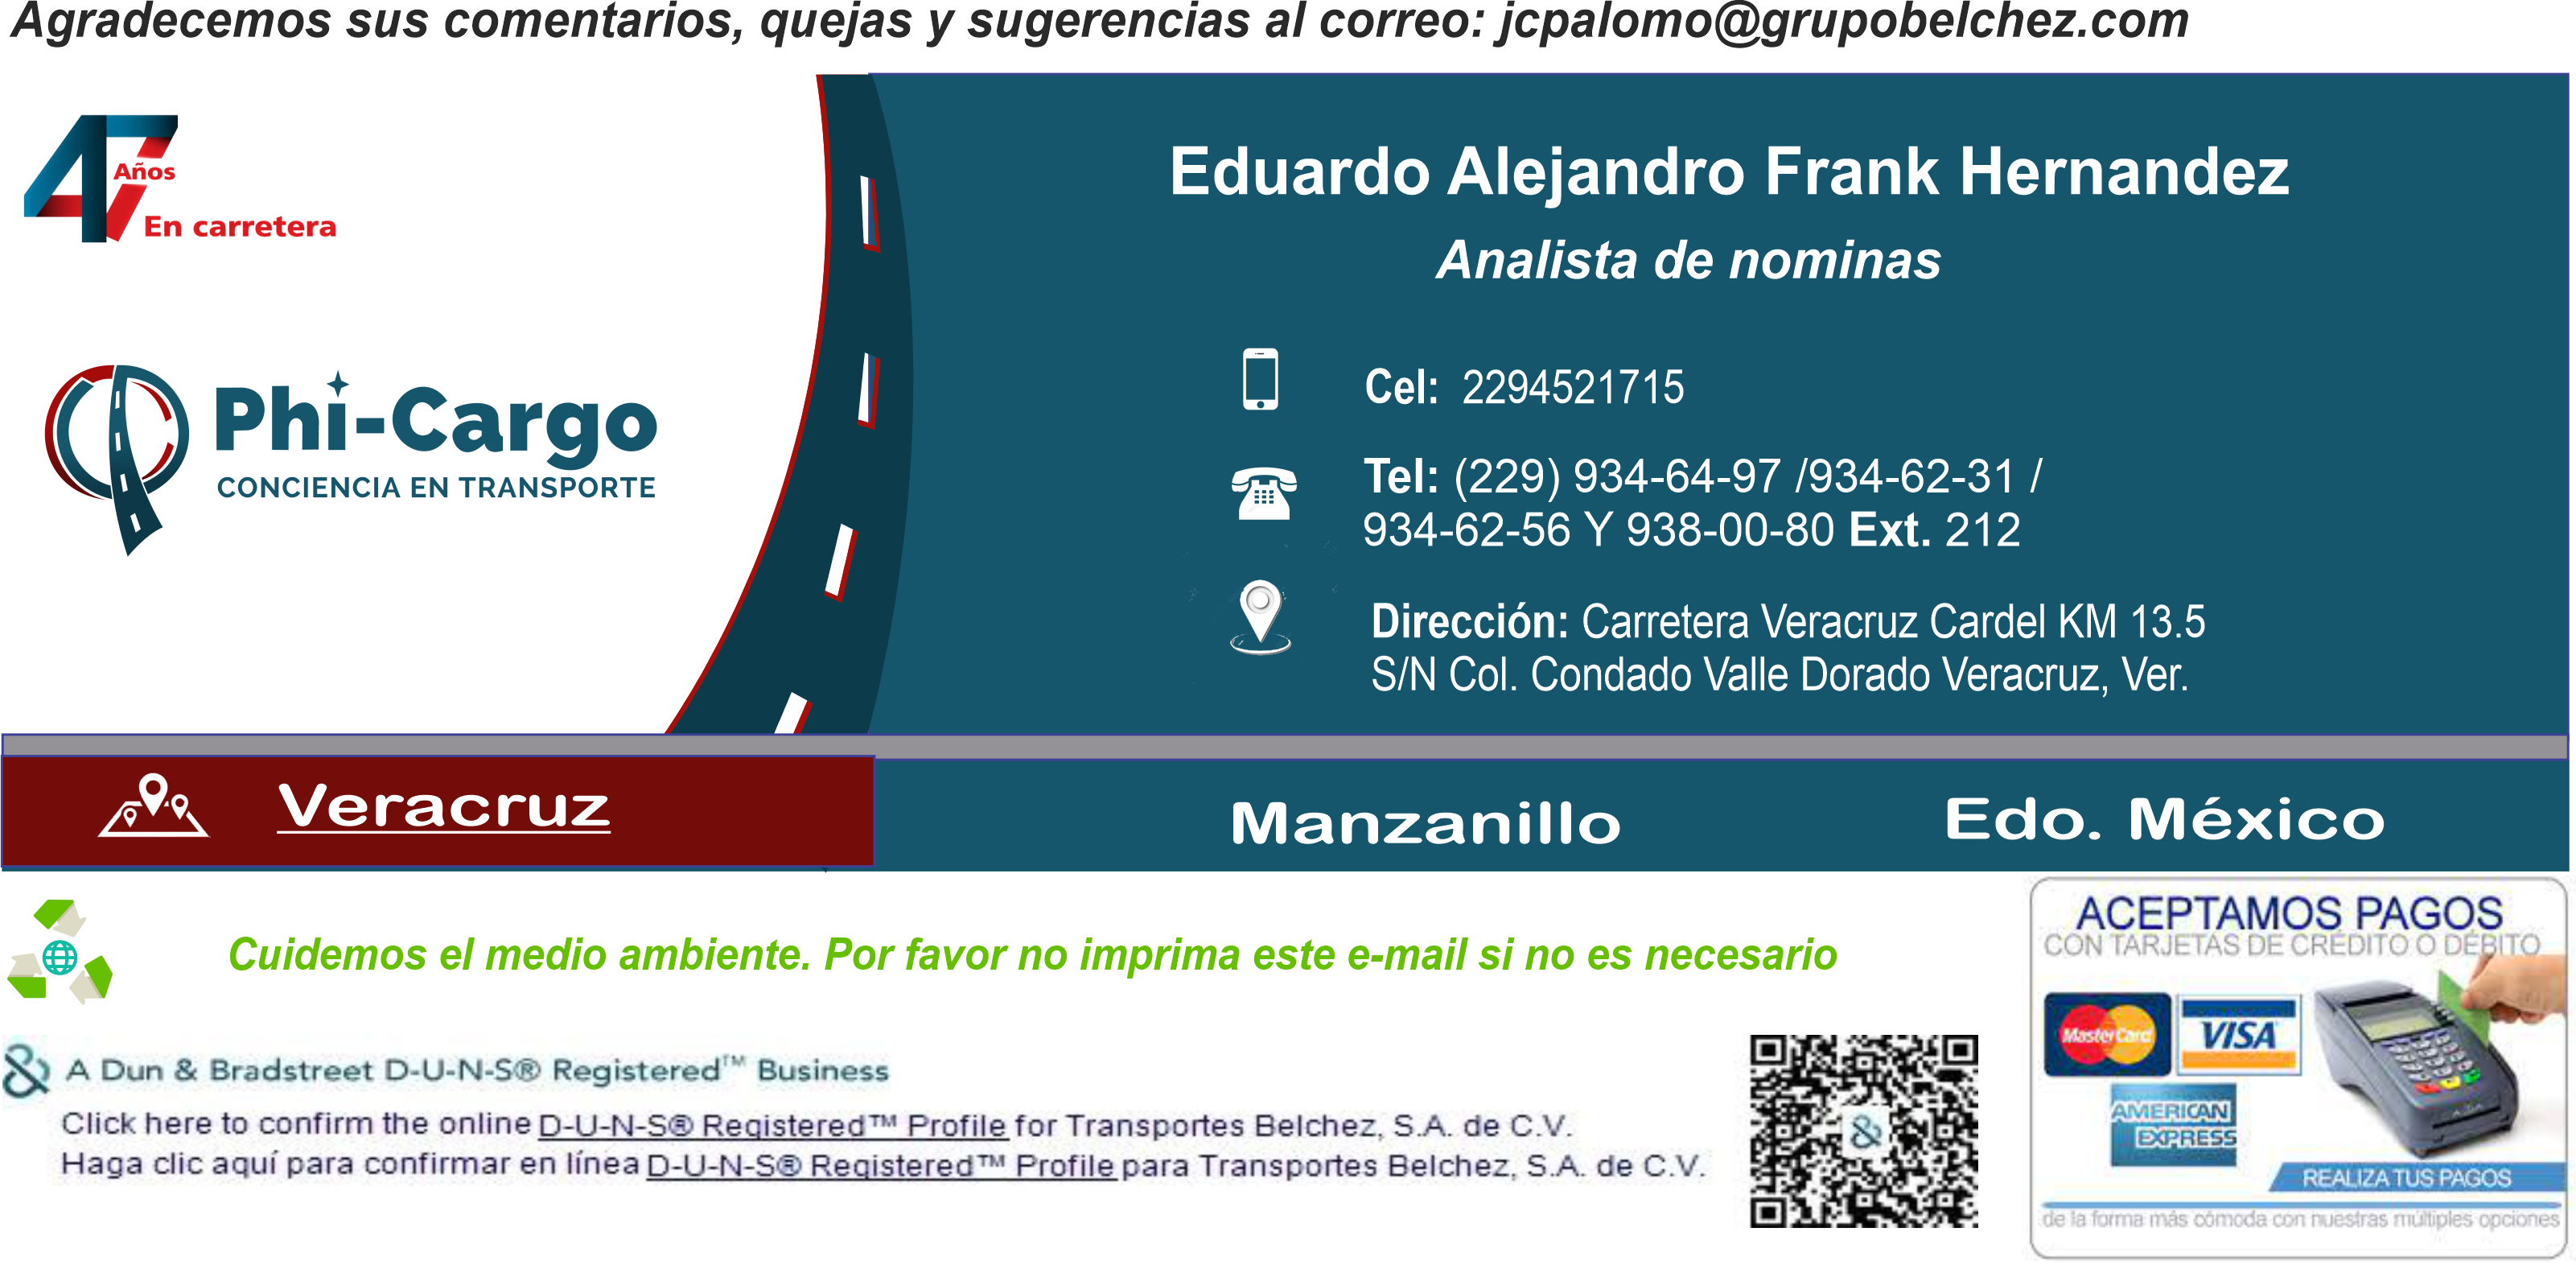 Agradecemos sus comentarios, quejas y sugerencias al correo: jcpalomo@grupobelchez.com
47
Años
En carretera
Phi-Cargo
CONCIENCIA EN TRANSPORTE
Eduardo Alejandro Frank Hernandez
Analista de nominas
Cel: 2294521715
Tel: (229) 934-64-97 /934-62-31 /
934-62-56 Y 938-00-80 Ext. 212
Dirección: Carretera Veracruz Cardel KM 13.5
S/N Col. Condado Valle Dorado Veracruz, Ver.
Veracruz
Manzanillo
Edo. México
Cuidemos el medio ambiente. Por favor no imprima este e-mail si no es necesario
A Dun & Bradstreet D-U-N-S® Registered™ Business
Click here to confirm the online D-U-N-S® Registered™ Profile for Transportes Belchez, S.A. de C.V.
Haga clic aquí para confirmar en línea D-U-N-S® Registered™ Profile para Transportes Belchez, S.A. de C.V.
ACEPTAMOS PAGOS
CON TARJETAS DE CRÉDITO O DÉBITO
MasterCard
VISA
AMERICAN
EXPRESS
REALIZA TUS PAGOS
de la forma más cómoda con nuestras múltiples opciones